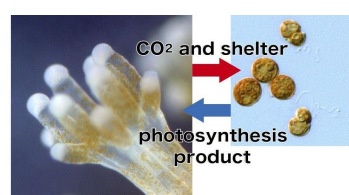 CO² and shelter
photosynthesis
product